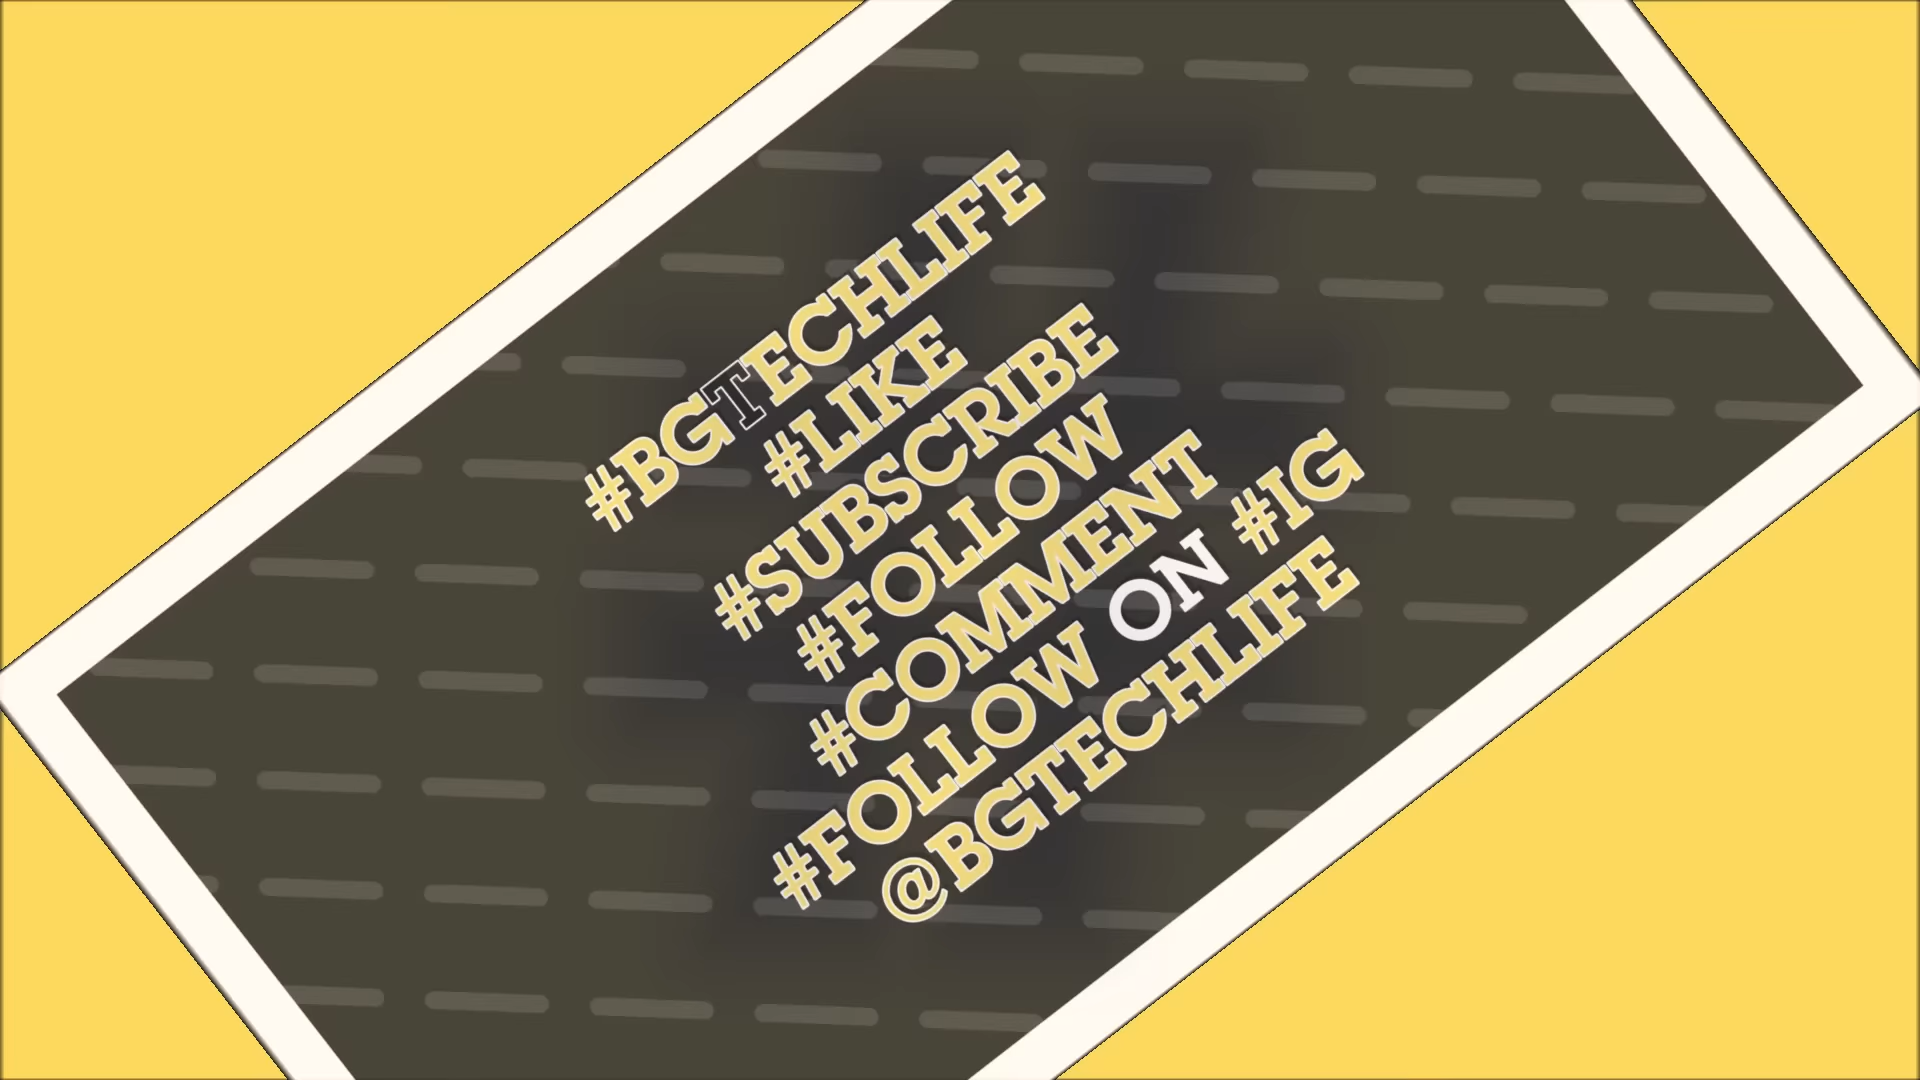 #BGTECHLIFE
#LIKE
#SUBSCRIBE
#FOLLOW
#COMMENT
#FOLLOW ON #IG
@BGTECHLIFE